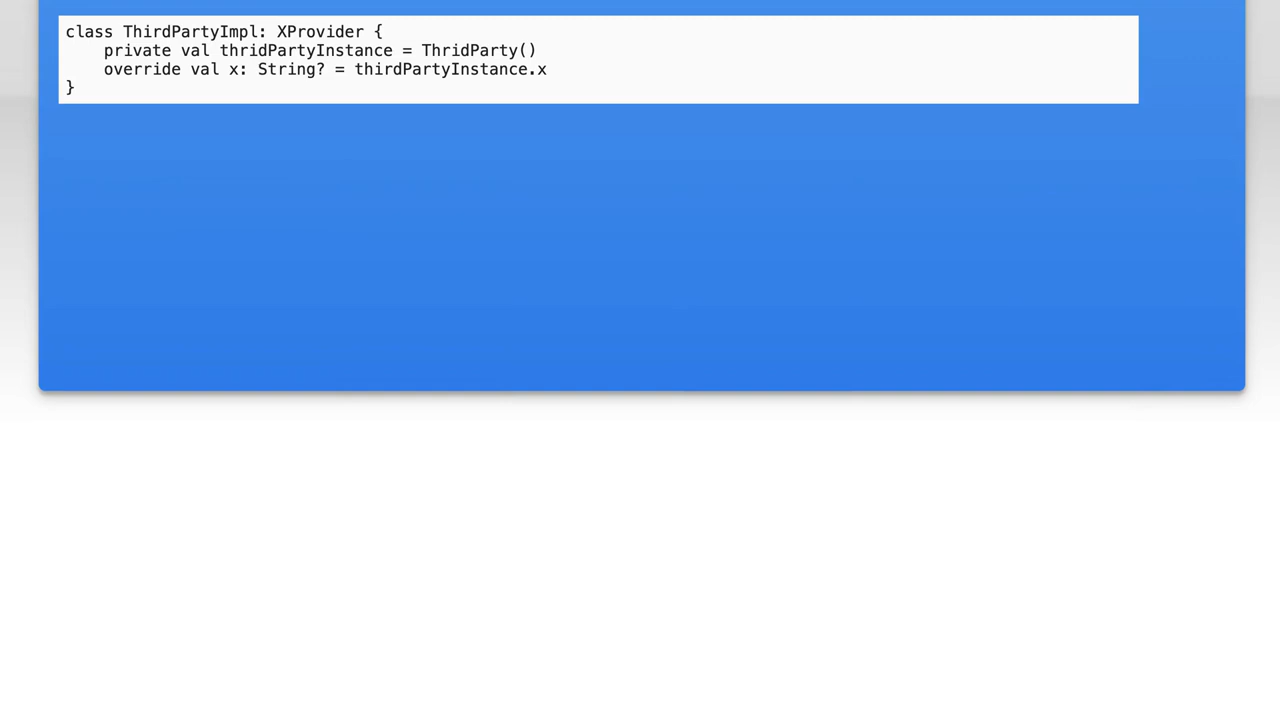 class ThirdPartyImpl: XProvider {
    private val thridPartyInstance = ThridParty()
    override val x: String? = thirdPartyInstance.x
}